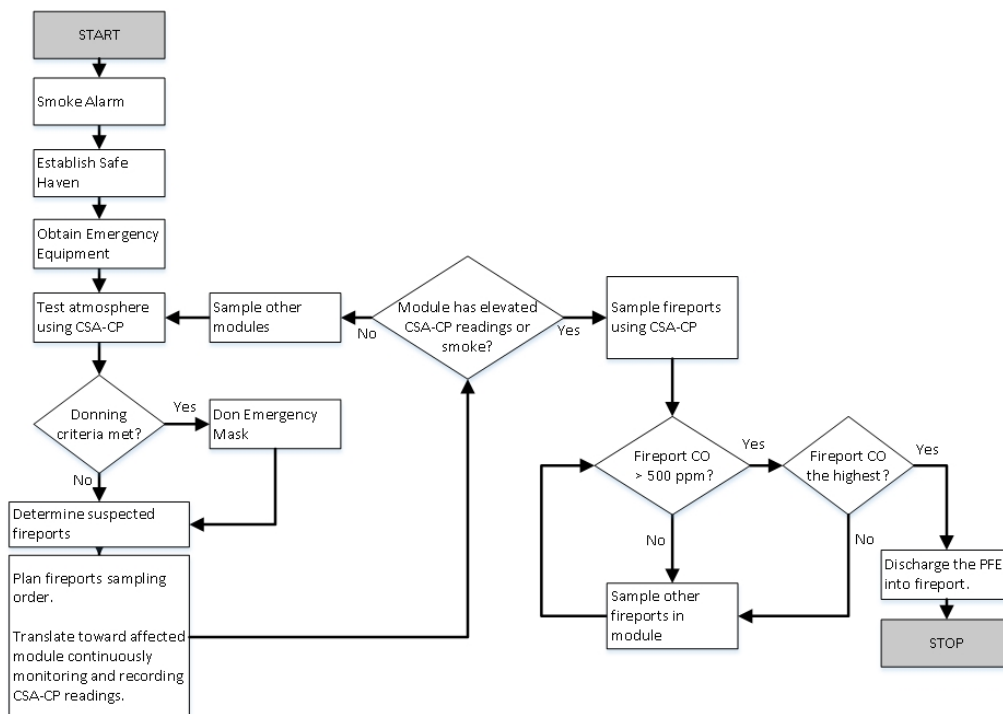 START
Smoke Alarm
Establish Safe
Haven
Obtain Emergency
Equipment
Test atmosphere
using CSA-CP
Sample other
modules
No
Module has elevated
CSA-CP readings or
smoke?
Yes
Sample fireports
using CSA-CP
Donning
criteria met?
Yes
Don Emergency
Mask
No
Determine suspected
fireports
Plan fireports sampling
order.
Translate toward affected
module continuously
monitoring and recording
CSA-CP readings.
Fireport CO
> 500 ppm?
Yes
Fireport CO
the highest?
Yes
No
No
Sample other
fireports in
module
Discharge the PFE
into fireport.
STOP